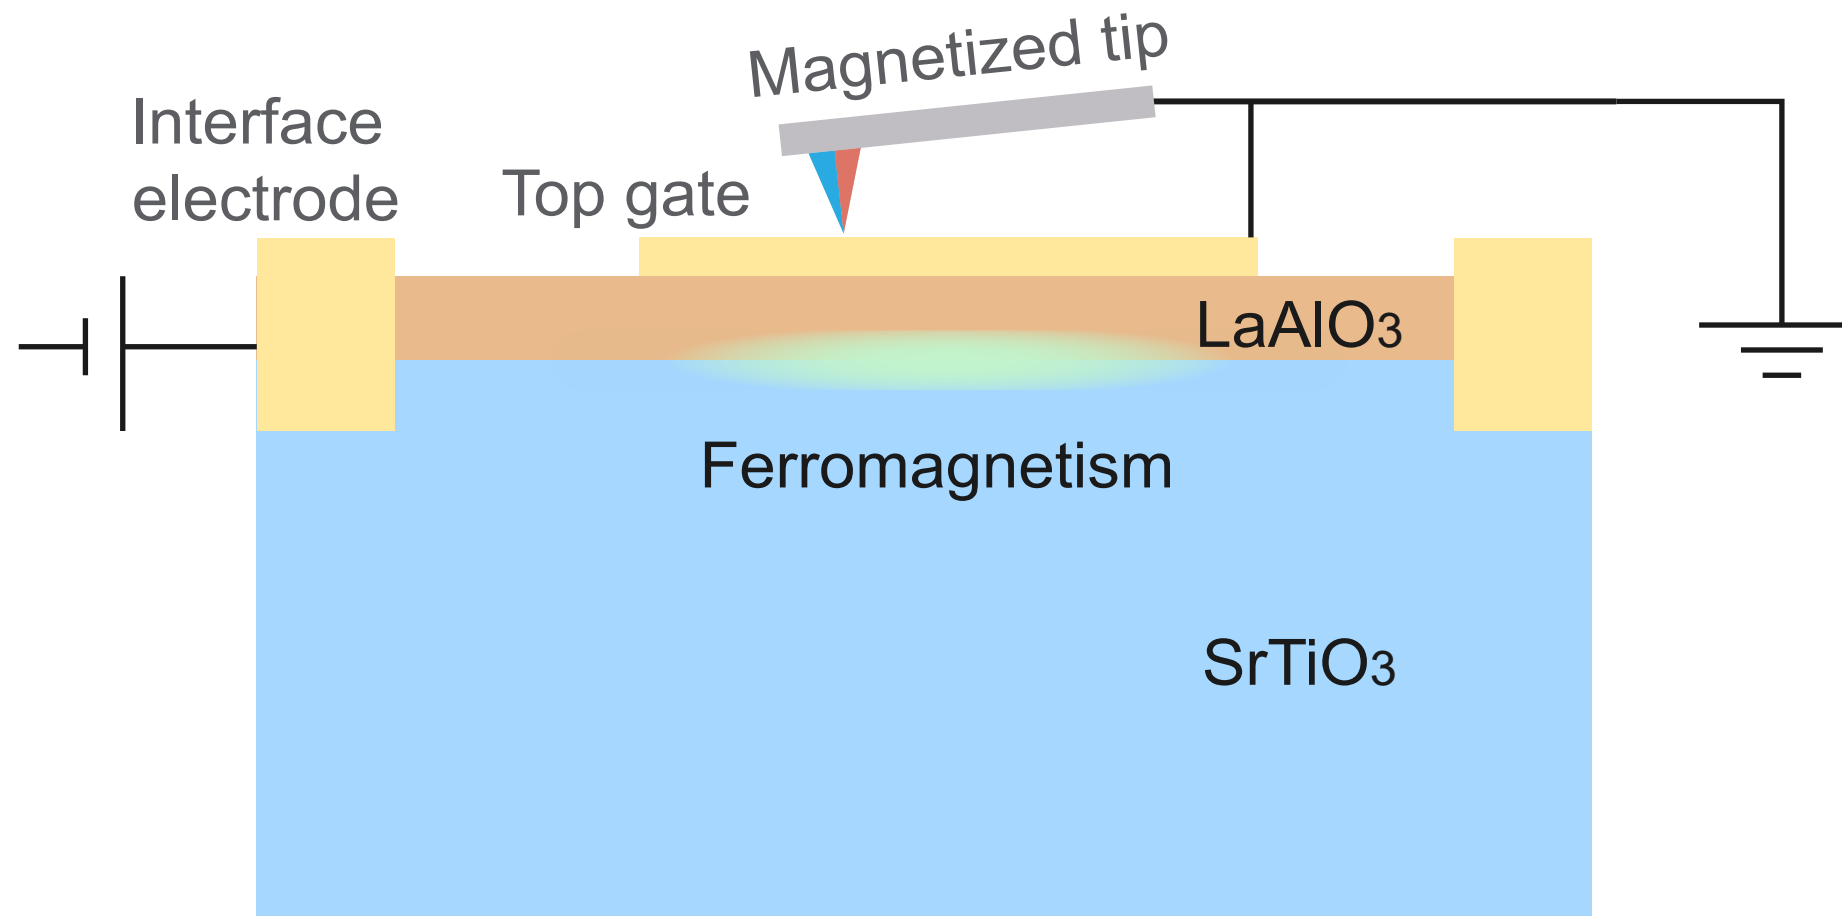 Magnetized tip
Interface
electrode
Top gate
LaAlO3
Ferromagnetism
SrTiO3